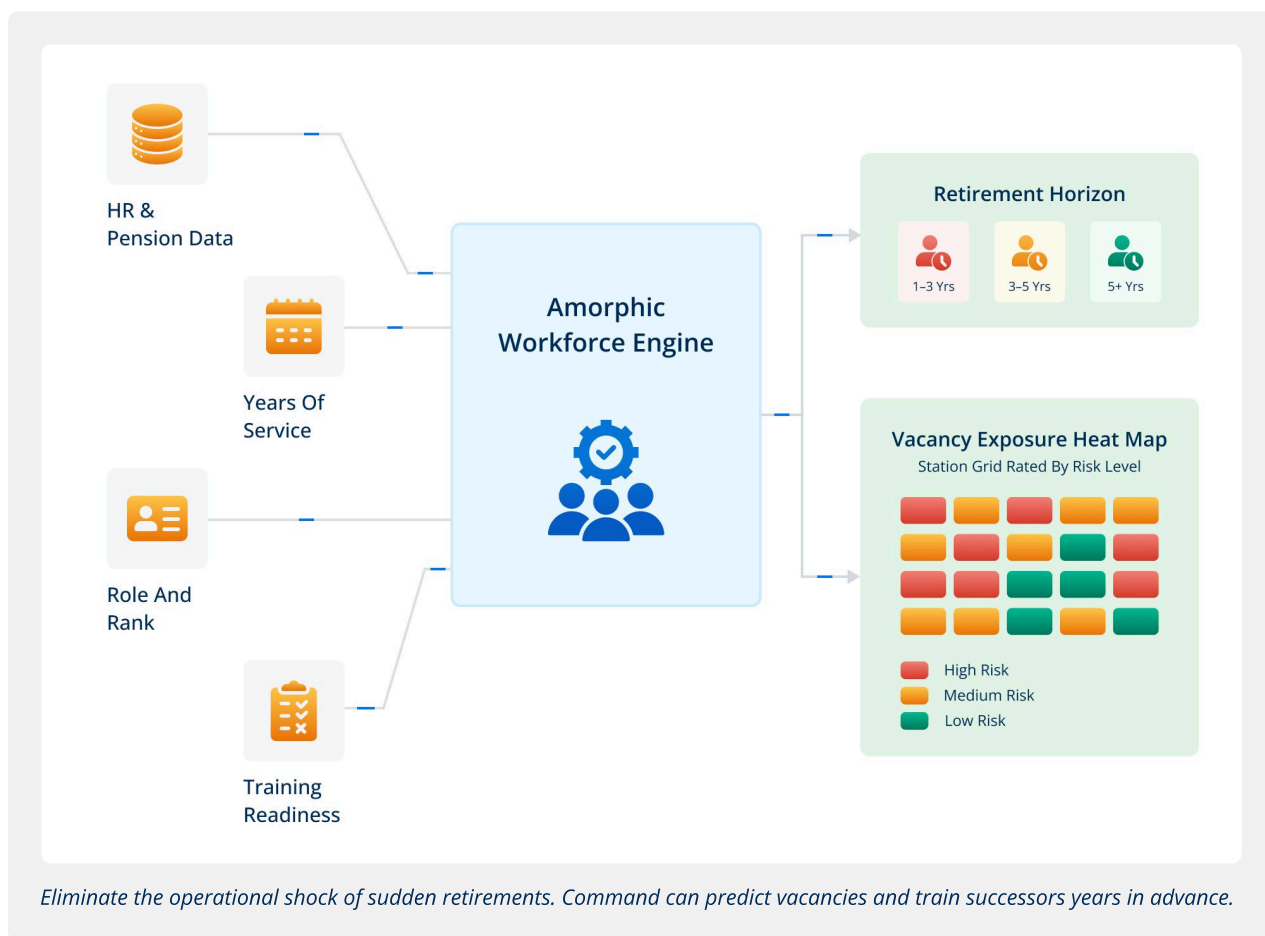 HR &
Pension Data
Years Of
Service
Role And
Rank
Training
Readiness
Amorphic
Workforce Engine
Retirement Horizon
1–3 Yrs
3–5 Yrs
5+ Yrs
Vacancy Exposure Heat Map
Station Grid Rated By Risk Level
High Risk
Medium Risk
Low Risk
Eliminate the operational shock of sudden retirements. Command can predict vacancies and train successors years in advance.